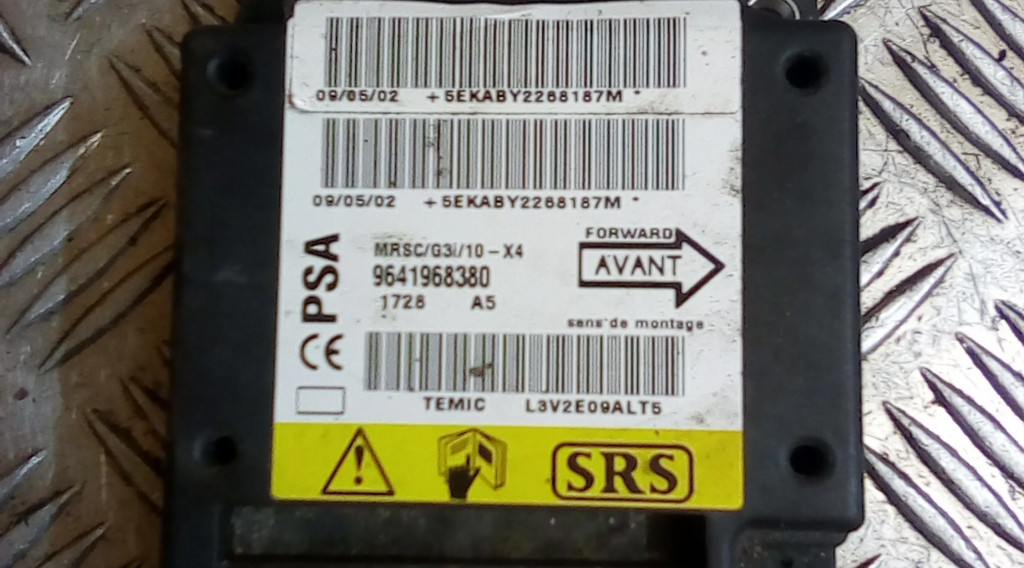 09/05/02 +5EKABY2268187M *
09/05/02 +5EKABY2268187M *
PSA
MRSC/G3i/10-X4
9641968380
1728 A5
FORWARD
AVANT
sens de montage
CE
TEMIC L3V2E09ALT5
SRS